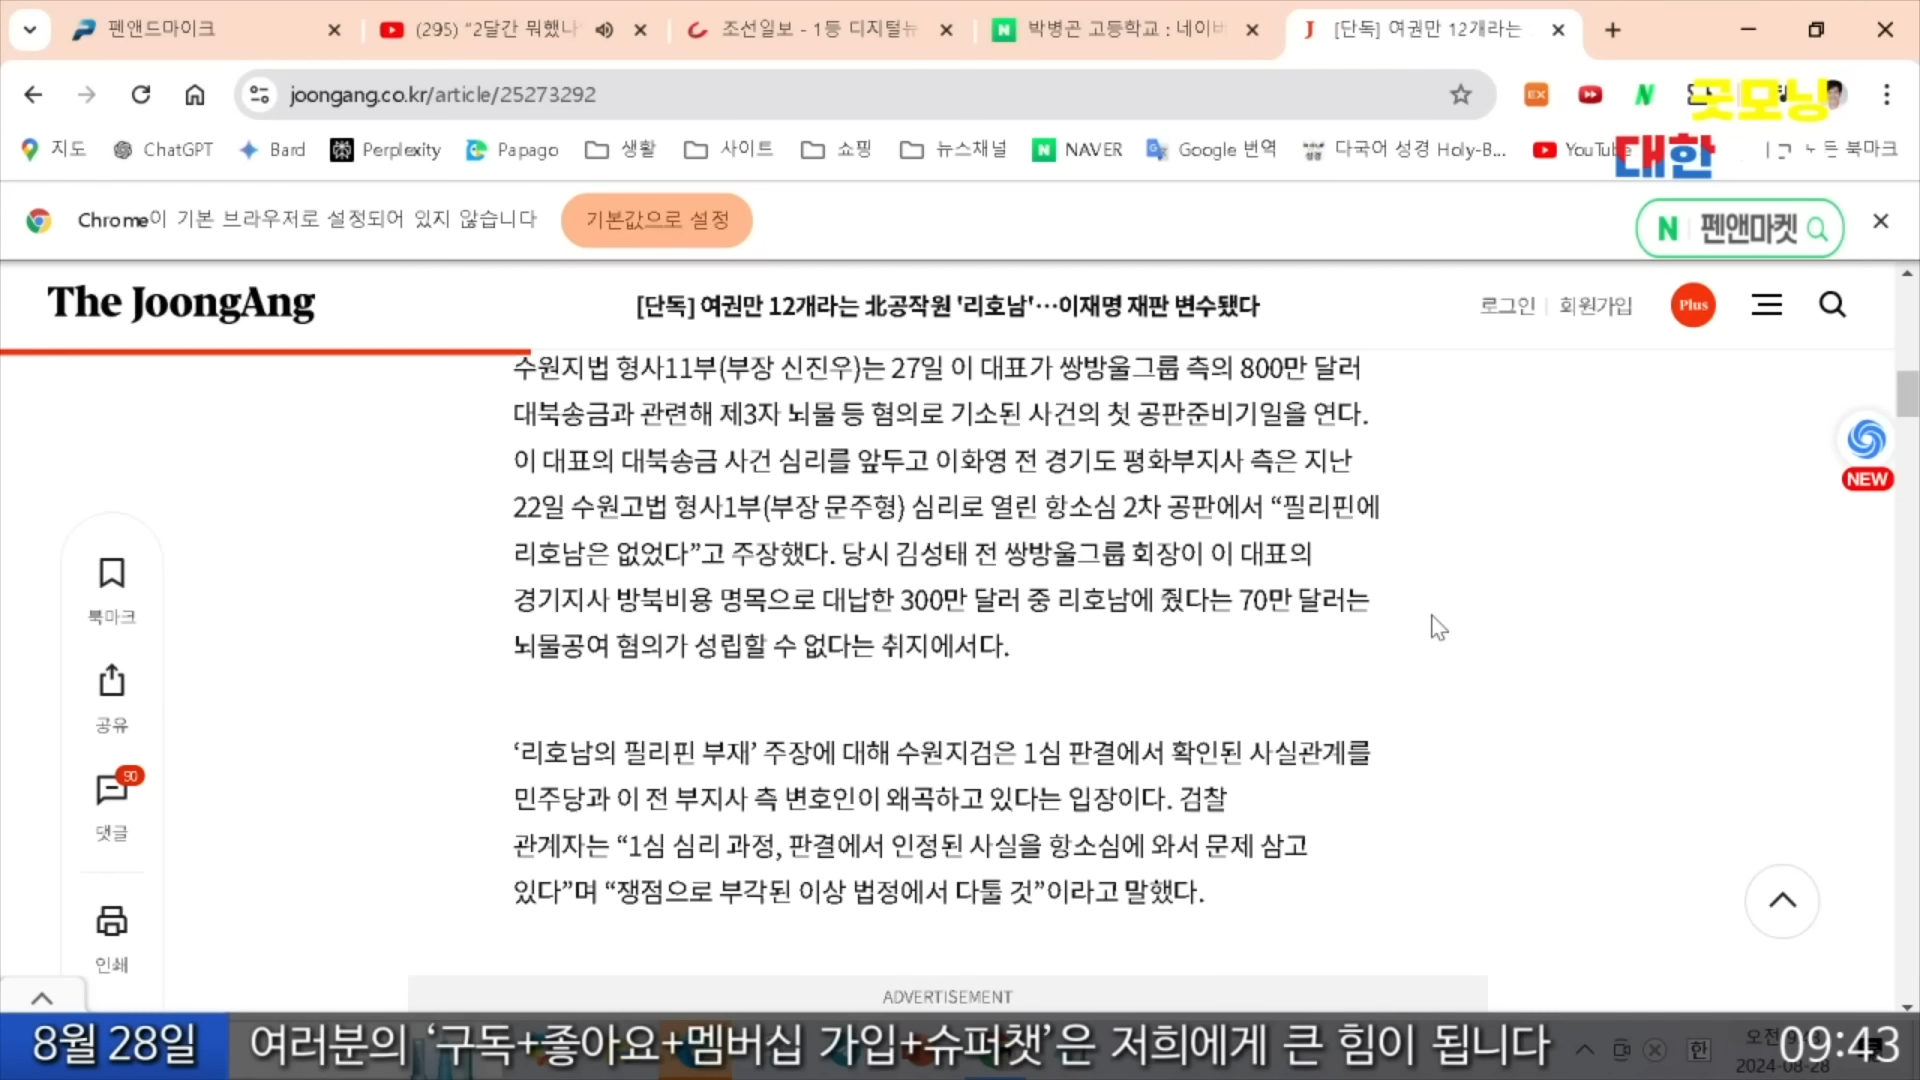 펜앤드마이크
(295) “2달간 뭐했나
조선일보 - 1등 디지털뉴
박병곤 고등학교 : 네이버
[단독] 여권만 12개라는
joongang.co.kr/article/25273292
굿모닝
대한
지도
ChatGPT
Bard
Perplexity
Papago
생활
사이트
쇼핑
뉴스채널
NAVER
Google 번역
다국어 성경 Holy-B...
YouTube
북마크
Chrome이 기본 브라우저로 설정되어 있지 않습니다
기본값으로 설정
N 펜앤마켓
The JoongAng
[단독] 여권만 12개라는 北공작원 '리호남'…이재명 재판 변수됐다
로그인 | 회원가입
Plus
수원지법 형사11부(부장 신진우)는 27일 이 대표가 쌍방울그룹 측의 800만 달러
대북송금과 관련해 제3자 뇌물 등 혐의로 기소된 사건의 첫 공판준비기일을 연다.
이 대표의 대북송금 사건 심리를 앞두고 이화영 전 경기도 평화부지사 측은 지난
22일 수원고법 형사1부(부장 문주형) 심리로 열린 항소심 2차 공판에서 “필리핀에
리호남은 없었다”고 주장했다. 당시 김성태 전 쌍방울그룹 회장이 이 대표의
경기지사 방북비용 명목으로 대납한 300만 달러 중 리호남에 줬다는 70만 달러는
뇌물공여 혐의가 성립할 수 없다는 취지에서다.
‘리호남의 필리핀 부재’ 주장에 대해 수원지검은 1심 판결에서 확인된 사실관계를
민주당과 이 전 부지사 측 변호인이 왜곡하고 있다는 입장이다. 검찰
관계자는 “1심 심리 과정, 판결에서 인정된 사실을 항소심에 와서 문제 삼고
있다”며 “쟁점으로 부각된 이상 법정에서 다툴 것”이라고 말했다.
NEW
북마크
공유
90
댓글
인쇄
ADVERTISEMENT
8월 28일
여러분의 ‘구독+좋아요+멤버십 가입+슈퍼챗’은 저희에게 큰 힘이 됩니다
한
오전
2024-08-28
09:43